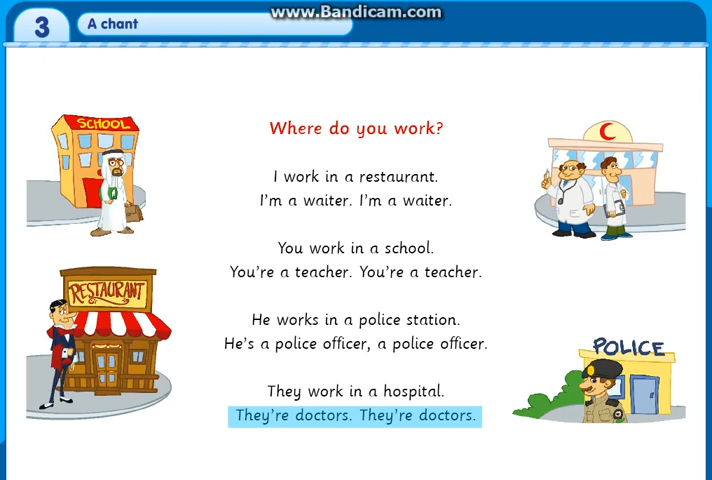 www.Bandicam.com
3
A chant
SCHOOL
Where do you work?
I work in a restaurant.
I'm a waiter. I'm a waiter.
You work in a school.
You're a teacher. You're a teacher.
RESTAURANT
He works in a police station.
He's a police officer, a police officer.
POLICE
They work in a hospital.
They're doctors. They're doctors.